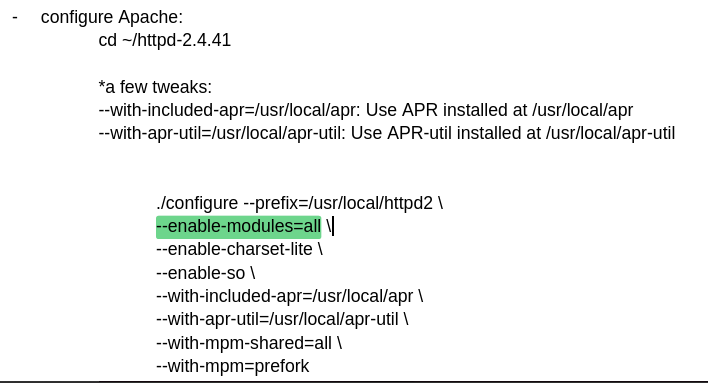 - configure Apache:
cd ~/httpd-2.4.41
*a few tweaks:
--with-included-apr=/usr/local/apr: Use APR installed at /usr/local/apr
--with-apr-util=/usr/local/apr-util: Use APR-util installed at /usr/local/apr-util
./configure --prefix=/usr/local/httpd2 \
--enable-modules=all \
--enable-charset-lite \
--enable-so \
--with-included-apr=/usr/local/apr \
--with-apr-util=/usr/local/apr-util \
--with-mpm-shared=all \
--with-mpm=prefork